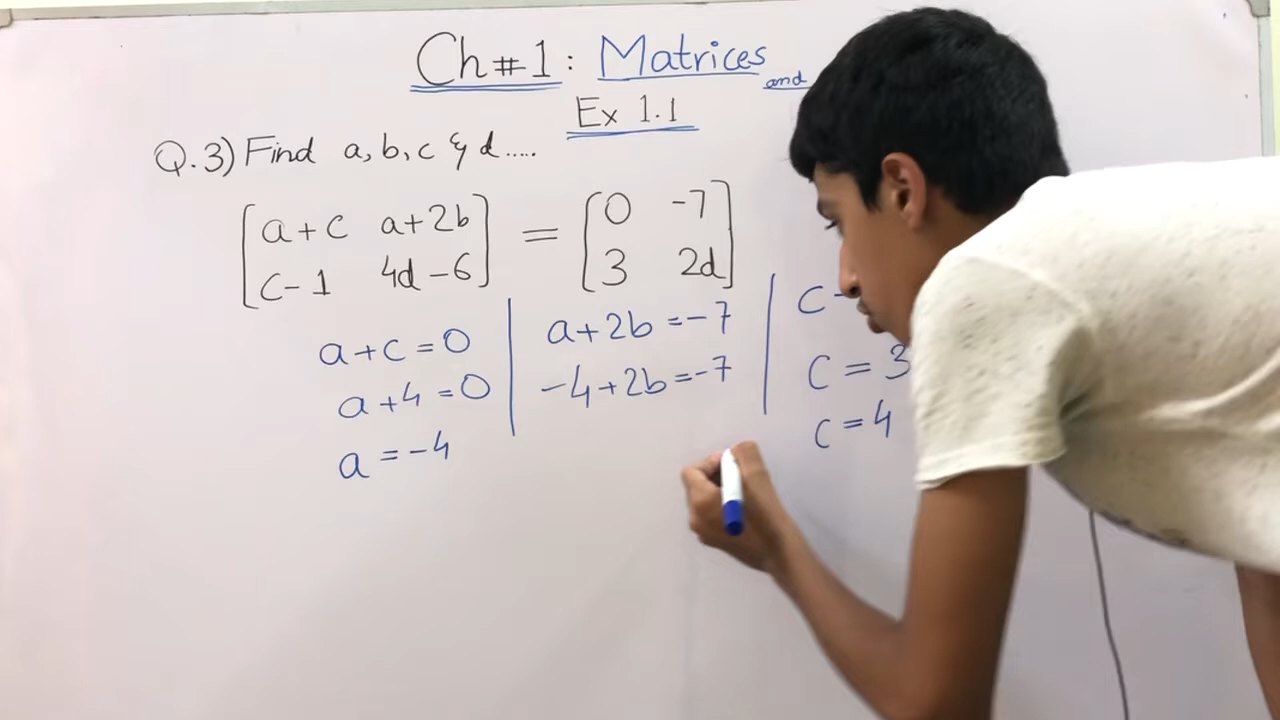 Ch#1: Matrices and
Ex 1.1
Q.3) Find a, b, c & d.....
[a+c a+2b] = [0 -7]
[c-1 4d-6] [3 2d]
a+c=0
a+4=0
a=-4
a+2b=-7
-4+2b=-7
c-
c=3
c=4